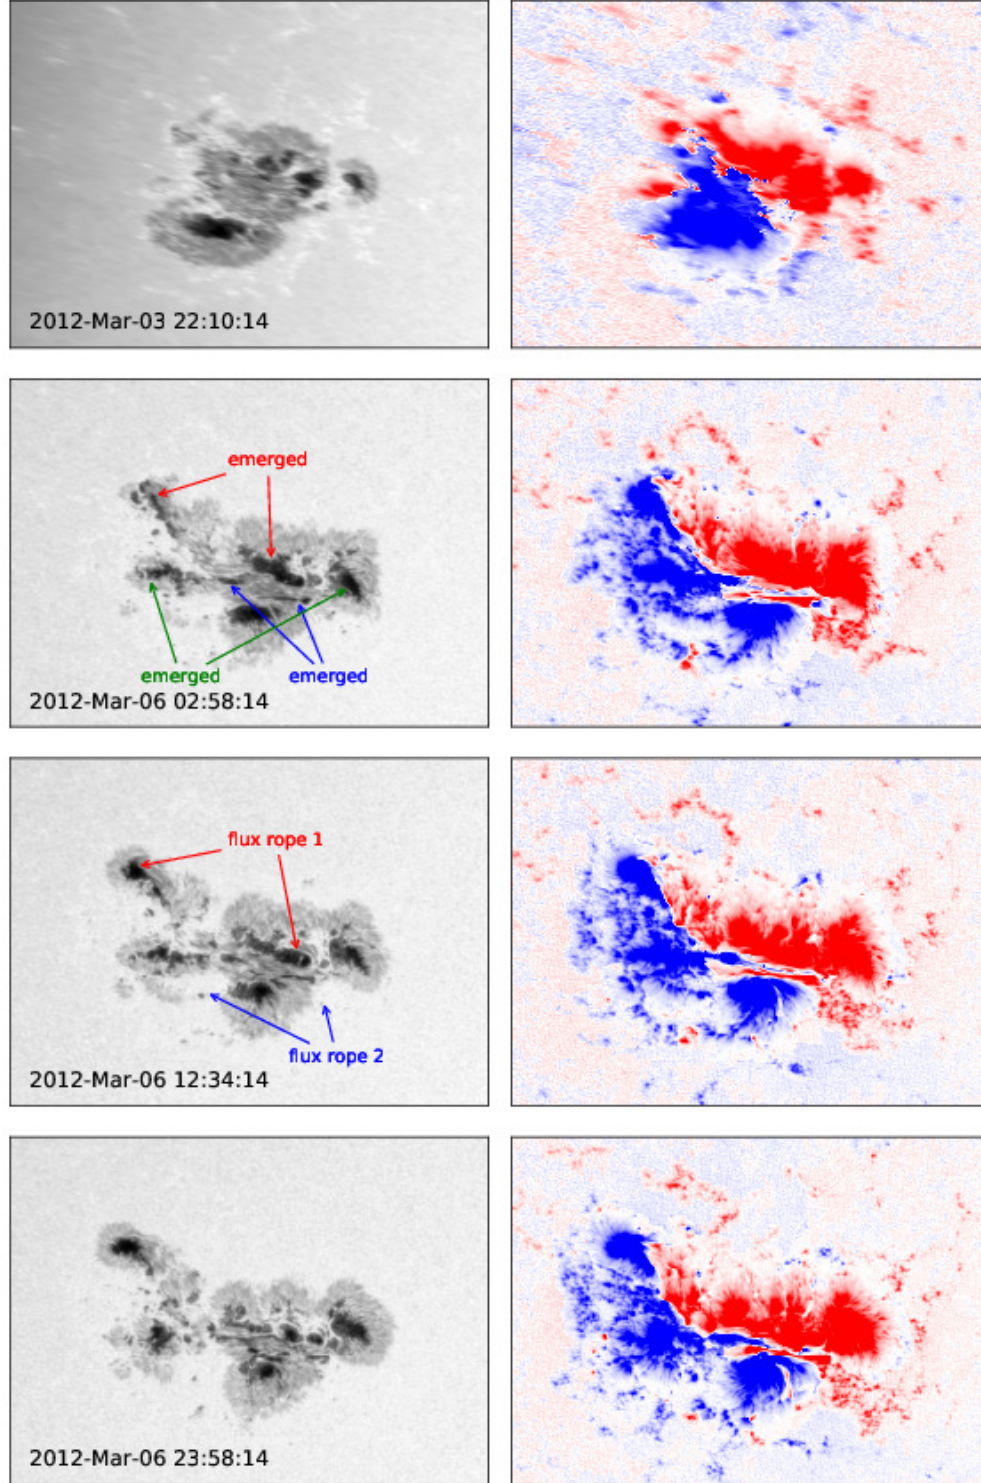 2012-Mar-03 22:10:14
emerged
emerged
emerged
2012-Mar-06 02:58:14
flux rope 1
flux rope 2
2012-Mar-06 12:34:14
2012-Mar-06 23:58:14